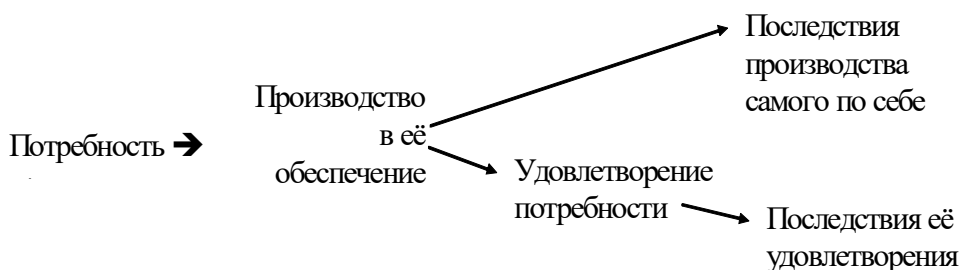 Последствия
производства
самого по себе
Производство
в её
обеспечение
Потребность ➔
Удовлетворение
потребности
Последствия её
удовлетворения